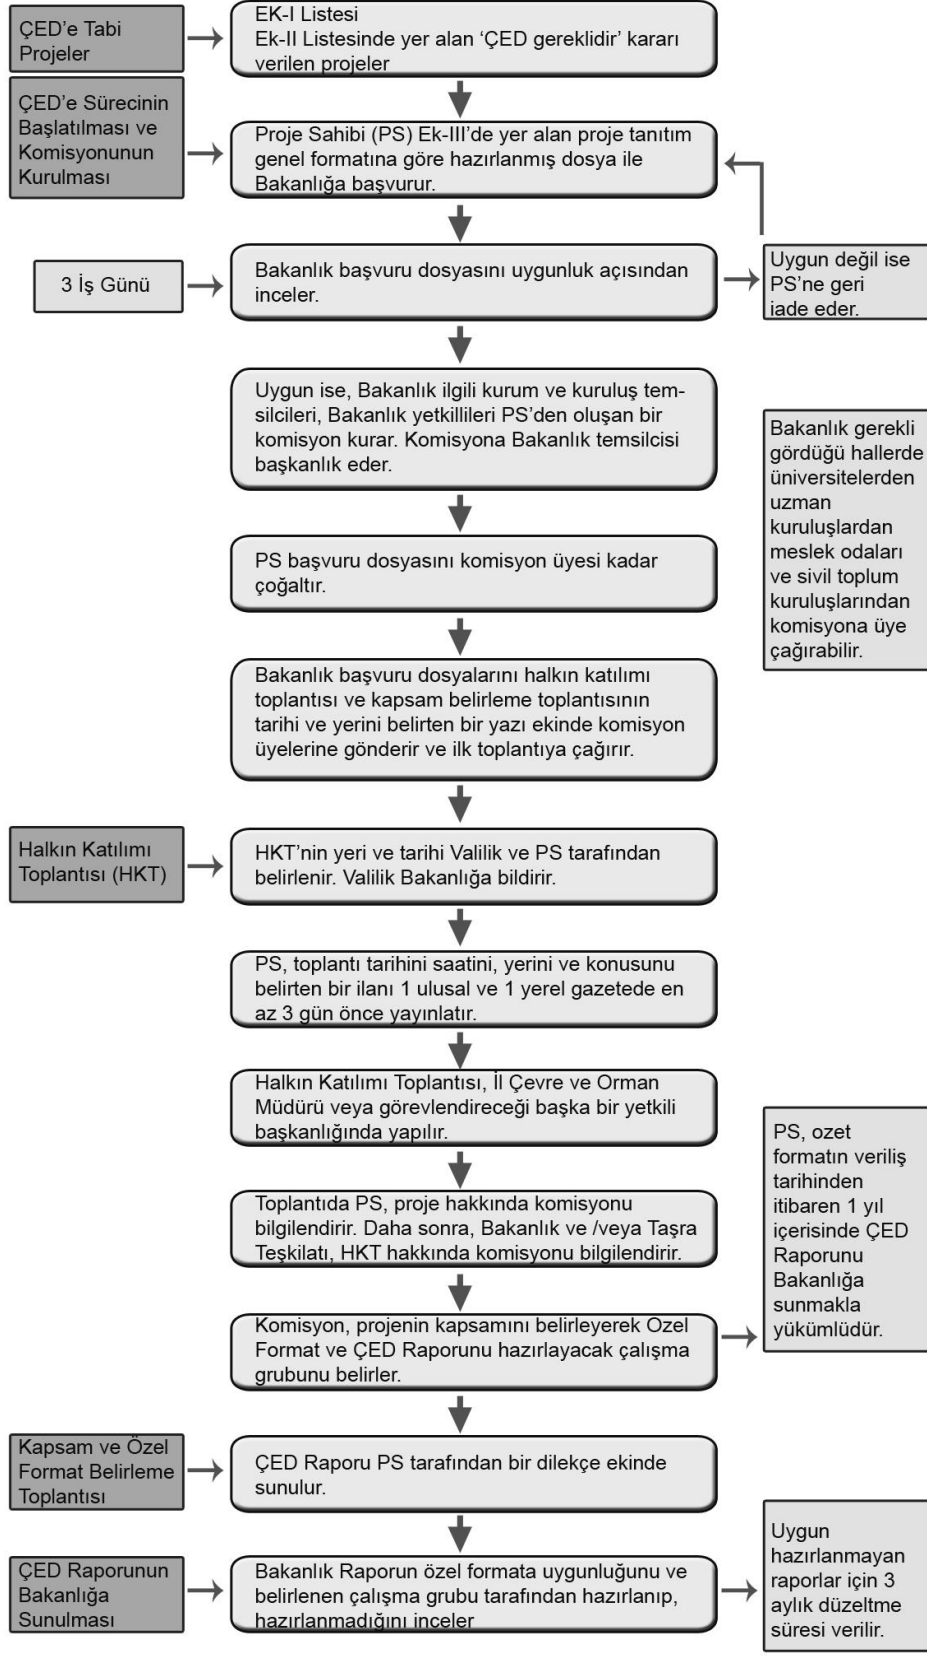 ÇED’e Tabi
Projeler
EK-I Listesi
Ek-II Listesinde yer alan ‘ÇED gereklidir’ kararı
verilen projeler
ÇED’e Sürecinin
Başlatılması ve
Komisyonunun
Kurulması
Proje Sahibi (PS) Ek-III’de yer alan proje tanıtım
genel formatına göre hazırlanmış dosya ile
Bakanlığa başvurur.
3 İş Günü
Bakanlık başvuru dosyasını uygunluk açısından
inceler.
Uygun değil ise
PS’ne geri
iade eder.
Uygun ise, Bakanlık ilgili kurum ve kuruluş tem-
silcileri, Bakanlık yetkillileri PS’den oluşan bir
komisyon kurar. Komisyona Bakanlık temsilcisi
başkanlık eder.
Bakanlık gerekli
gördüğü hallerde
üniversitelerden
uzman
kuruluşlardan
meslek odaları
ve sivil toplum
kuruluşlarından
komisyona üye
çağırabilir.
PS başvuru dosyasını komisyon üyesi kadar
çoğaltır.
Bakanlık başvuru dosyalarını halkın katılımı
toplantısı ve kapsam belirleme toplantısının
tarihi ve yerini belirten bir yazı ekinde komisyon
üyelerine gönderir ve ilk toplantıya çağırır.
Halkın Katılımı
Toplantısı (HKT)
HKT’nin yeri ve tarihi Valilik ve PS tarafından
belirlenir. Valilik Bakanlığa bildirir.
PS, toplantı tarihini saatini, yerini ve konusunu
belirten bir ilanı 1 ulusal ve 1 yerel gazetede en
az 3 gün önce yayınlatır.
Halkın Katılımı Toplantısı, İl Çevre ve Orman
Müdürü veya görevlendireceği başka bir yetkili
başkanlığında yapılır.
Toplantıda PS, proje hakkında komisyonu
bilgilendirir. Daha sonra, Bakanlık ve /veya Taşra
Teşkilatı, HKT hakkında komisyonu bilgilendirir.
PS, ozet
formatın veriliş
tarihinden
itibaren 1 yıl
içerisinde ÇED
Raporunu
Bakanlığa
sunmakla
yükümlüdür.
Komisyon, projenin kapsamını belirleyerek Özel
Format ve ÇED Raporunu hazırlayacak çalışma
grubunu belirler.
Kapsam ve Özel
Format Belirleme
Toplantısı
ÇED Raporu PS tarafından bir dilekçe ekinde
sunulur.
ÇED Raporunun
Bakanlığa
Sunulması
Bakanlık Raporun özel formata uygunluğunu ve
belirlenen çalışma grubu tarafından hazırlanıp,
hazırlanmadığını inceler
Uygun
hazırlanmayan
raporlar için 3
aylık düzeltme
süresi verilir.